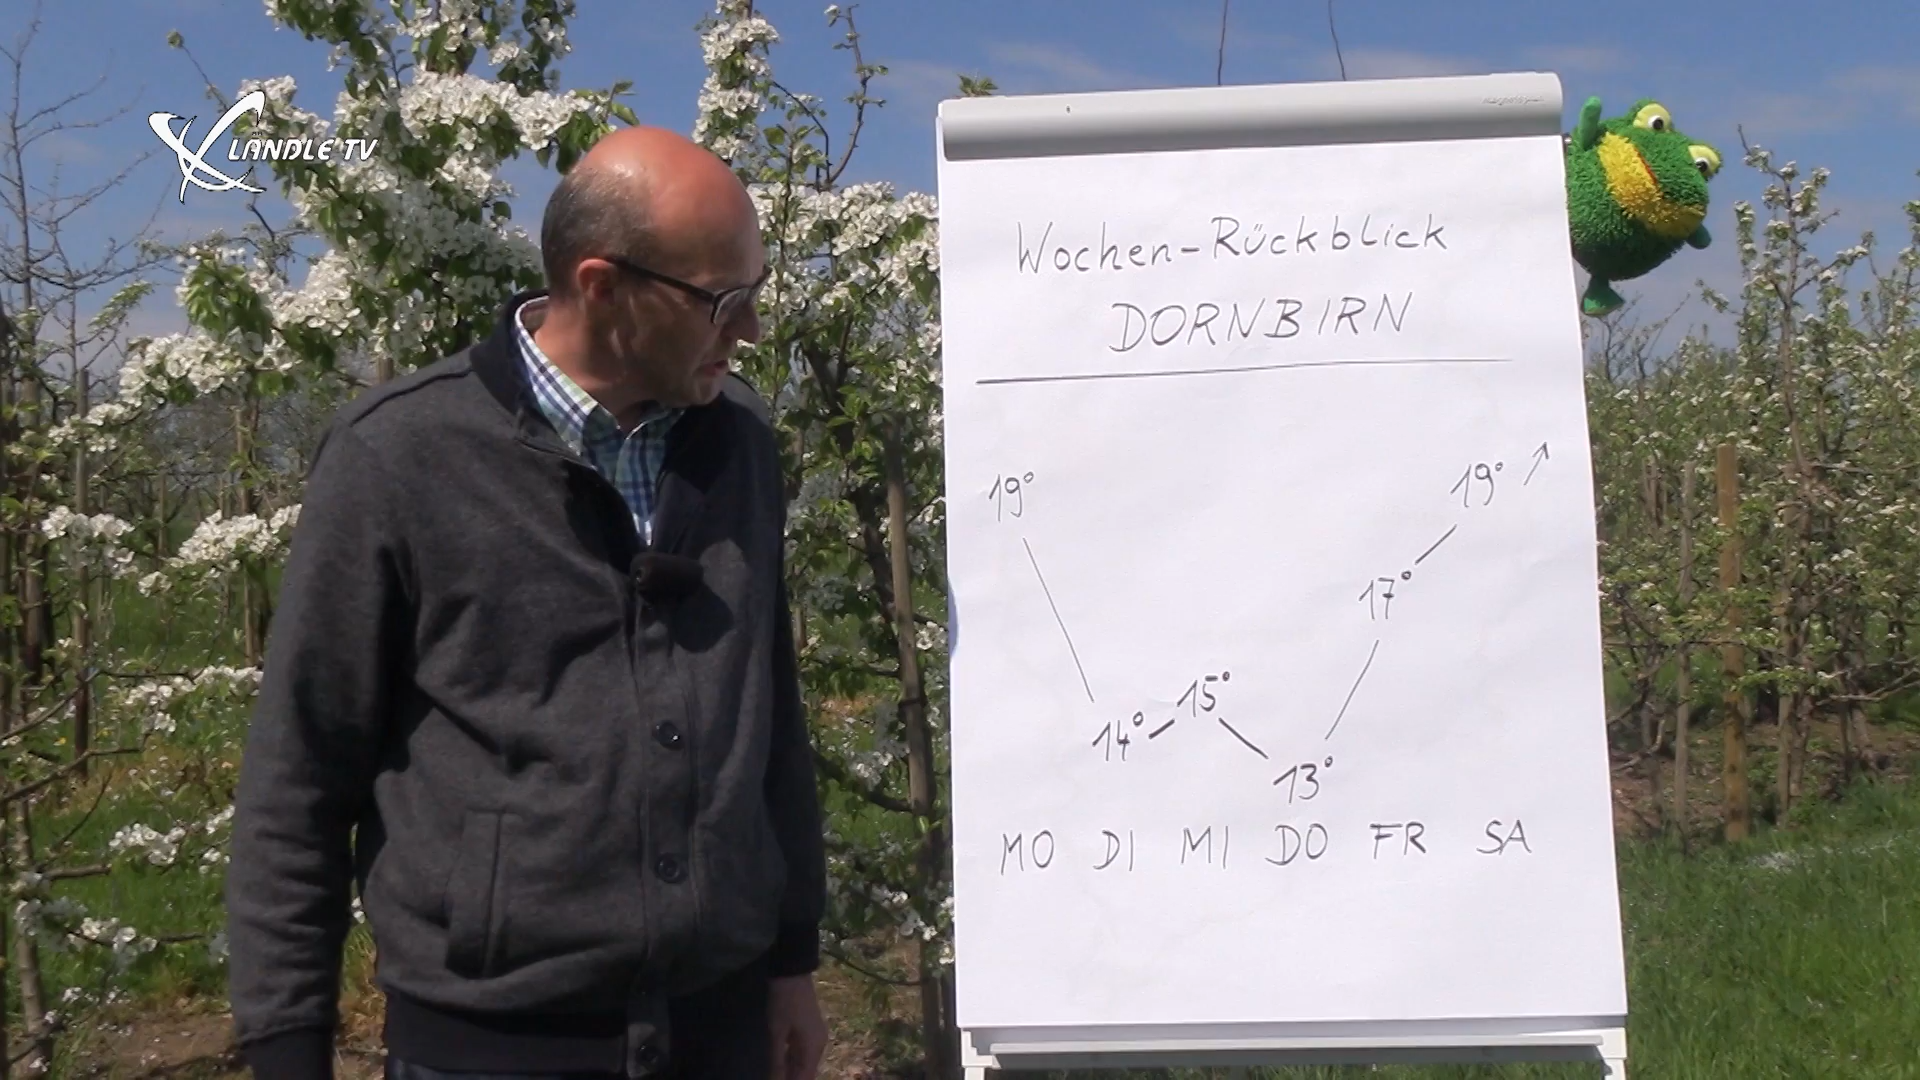 LÄNDLE TV
Wochen-Rückblick
DORNBIRN
19° 19°
17°
14° 15°
13°
MO DI MI DO FR SA